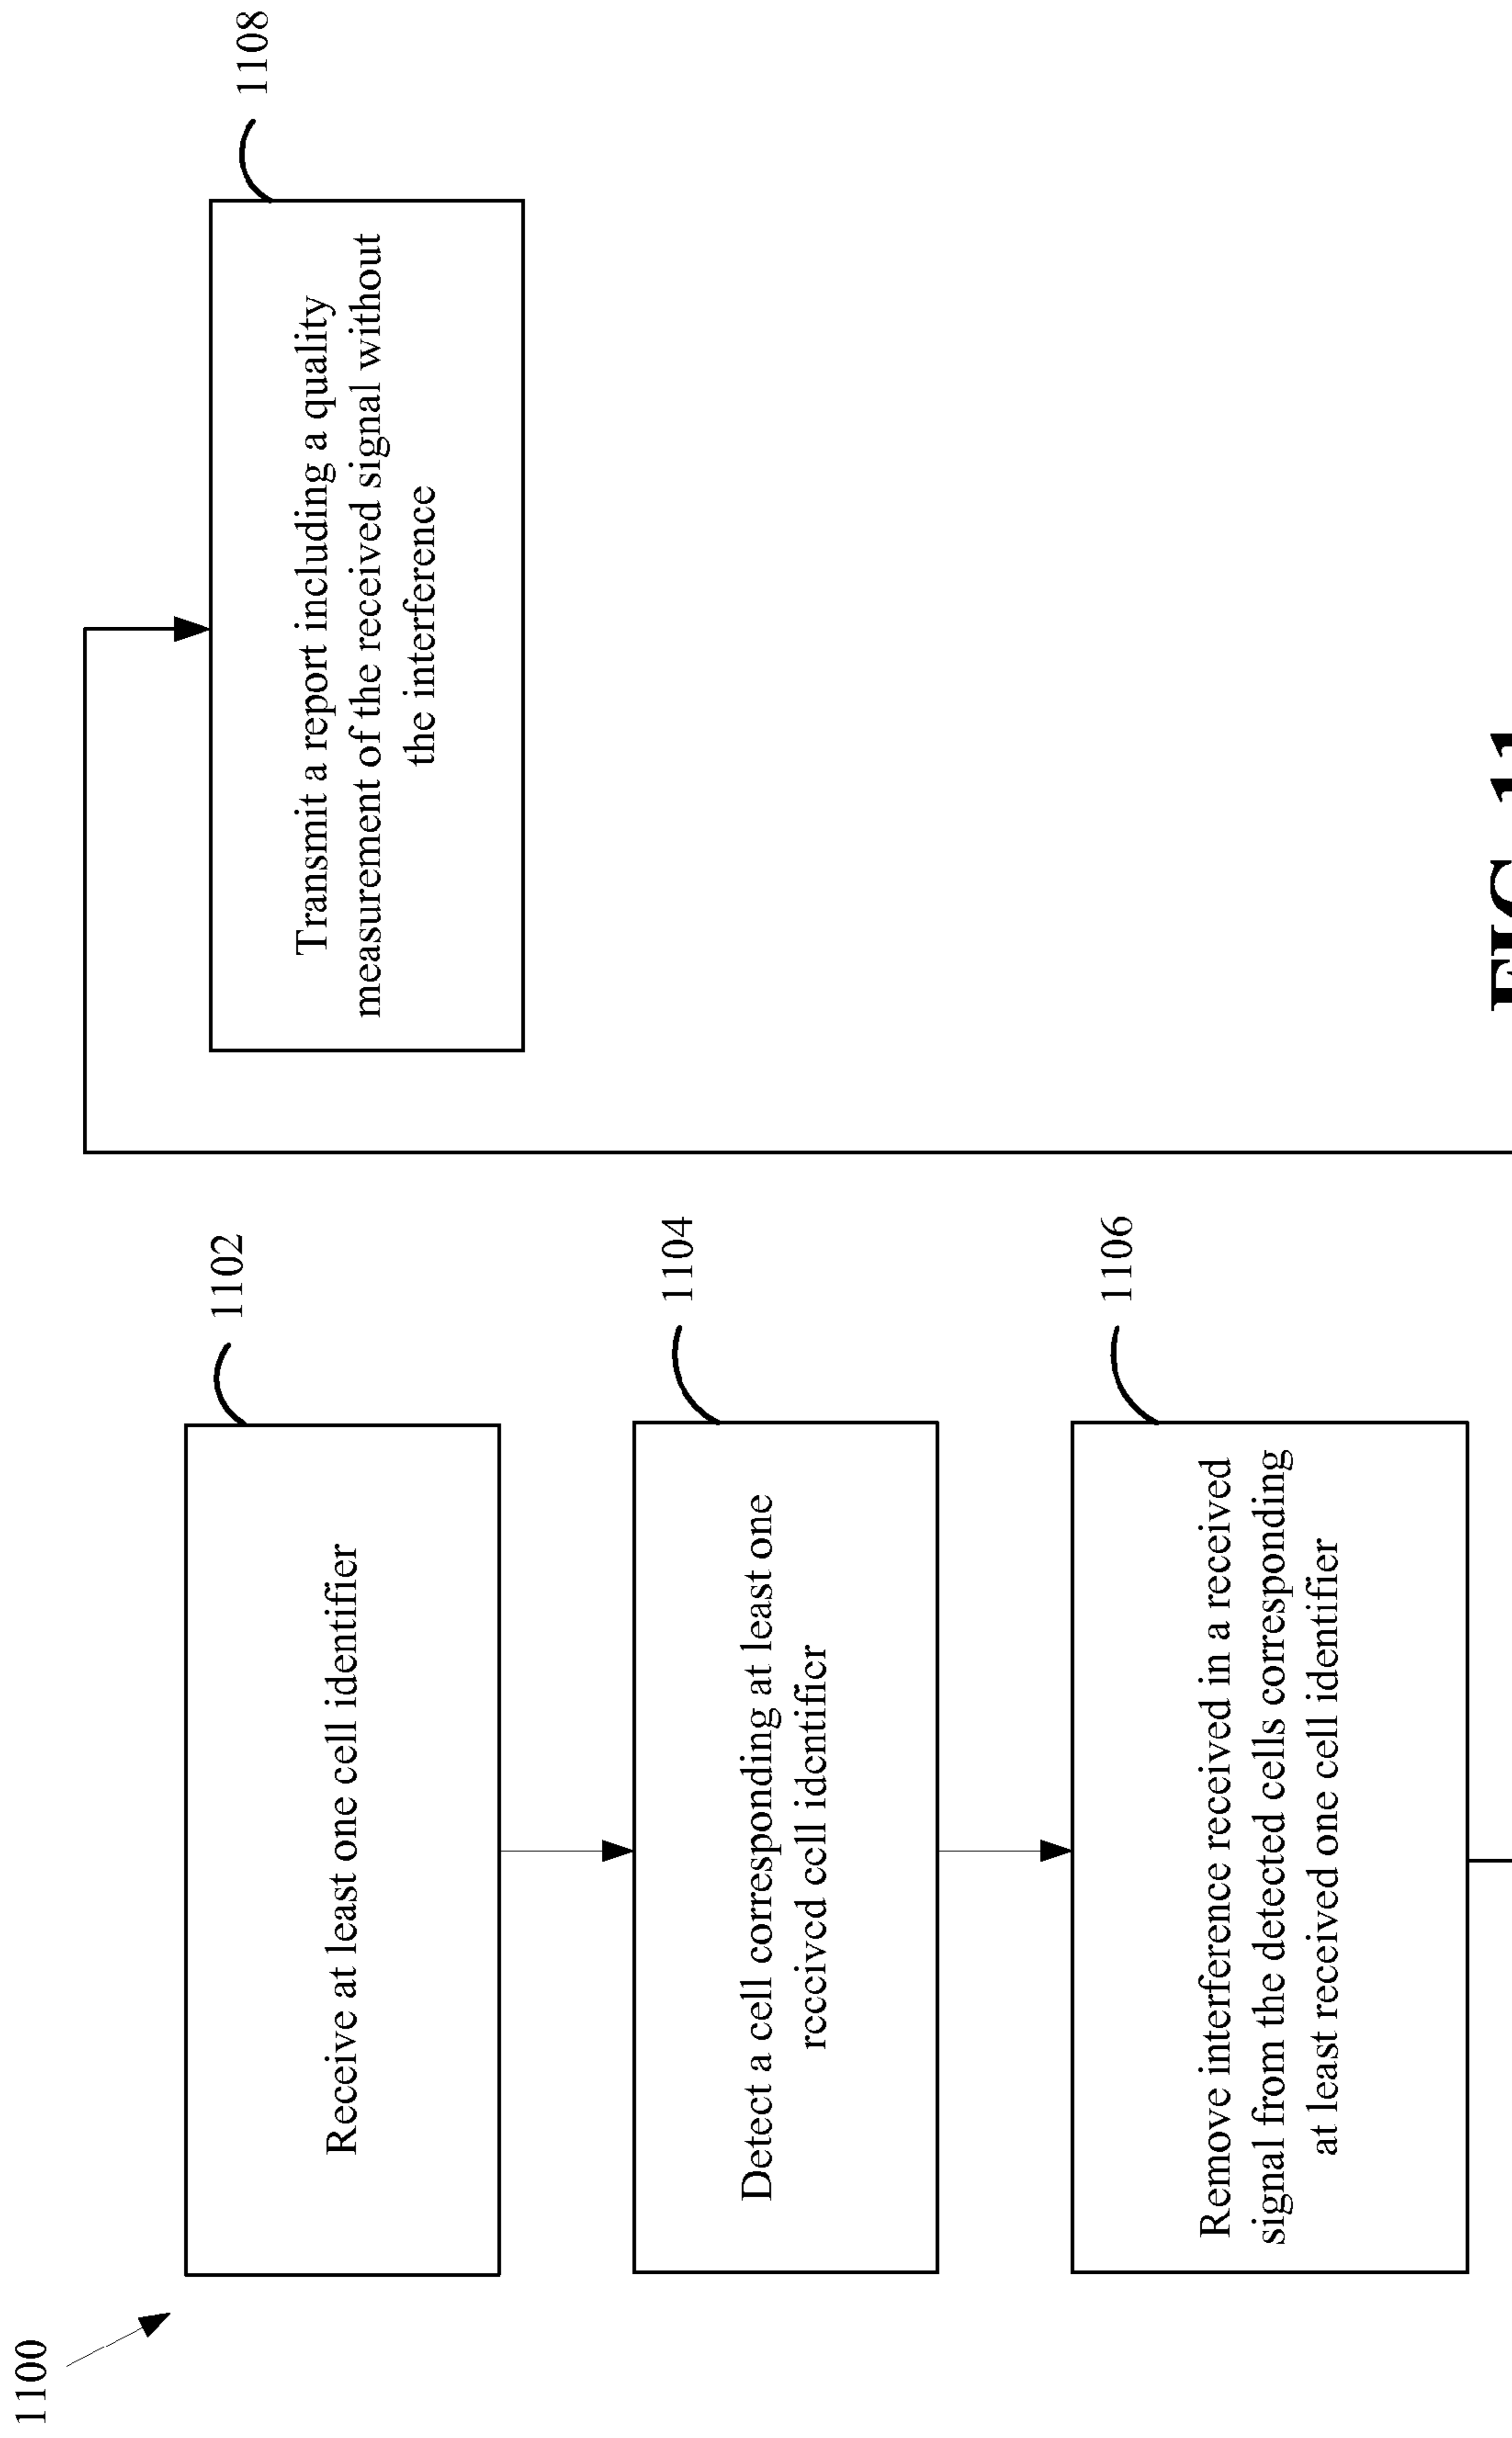 1100
1102
Receive at least one cell identifier
1104
Detect a cell corresponding at least one
received cell identifier
1106
Remove interference received in a received
signal from the detected cells corresponding
at least received one cell identifier
1108
Transmit a report including a quality
measurement of the received signal without
the interference
FIG. 11